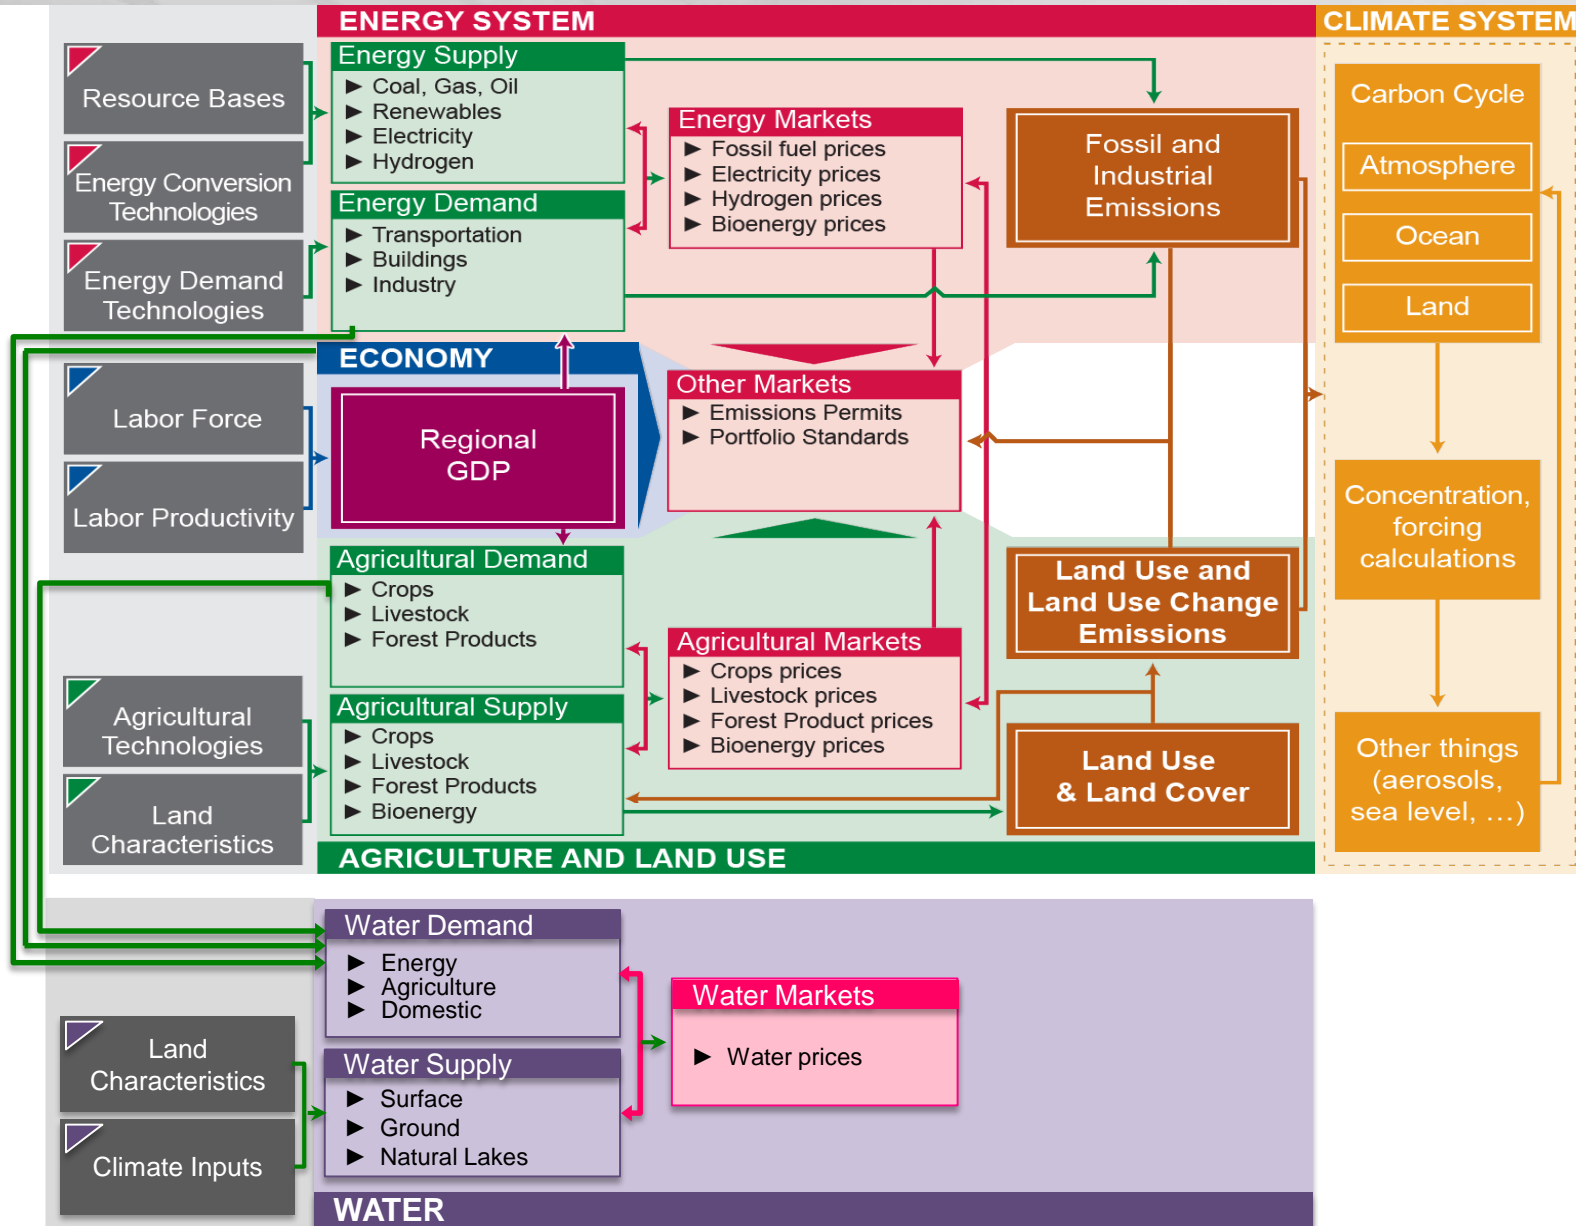 ENERGY SYSTEM
CLIMATE SYSTEM
Resource Bases
Energy Conversion
Technologies
Energy Demand
Technologies
Energy Supply
► Coal, Gas, Oil
► Renewables
► Electricity
► Hydrogen
Energy Demand
► Transportation
► Buildings
► Industry
Energy Markets
► Fossil fuel prices
► Electricity prices
► Hydrogen prices
► Bioenergy prices
Fossil and
Industrial
Emissions
Carbon Cycle
Atmosphere
Ocean
Land
ECONOMY
Labor Force
Labor Productivity
Regional
GDP
Other Markets
► Emissions Permits
► Portfolio Standards
Concentration,
forcing
calculations
Agricultural Demand
► Crops
► Livestock
► Forest Products
Agricultural Technologies
Land
Characteristics
Agricultural Supply
► Crops
► Livestock
► Forest Products
► Bioenergy
Agricultural Markets
► Crops prices
► Livestock prices
► Forest Product prices
► Bioenergy prices
Land Use and
Land Use Change
Emissions
Land Use
& Land Cover
Other things
(aerosols,
sea level, …)
AGRICULTURE AND LAND USE
Water Demand
► Energy
► Agriculture
► Domestic
Land
Characteristics
Climate Inputs
Water Supply
► Surface
► Ground
► Natural Lakes
Water Markets
► Water prices
WATER